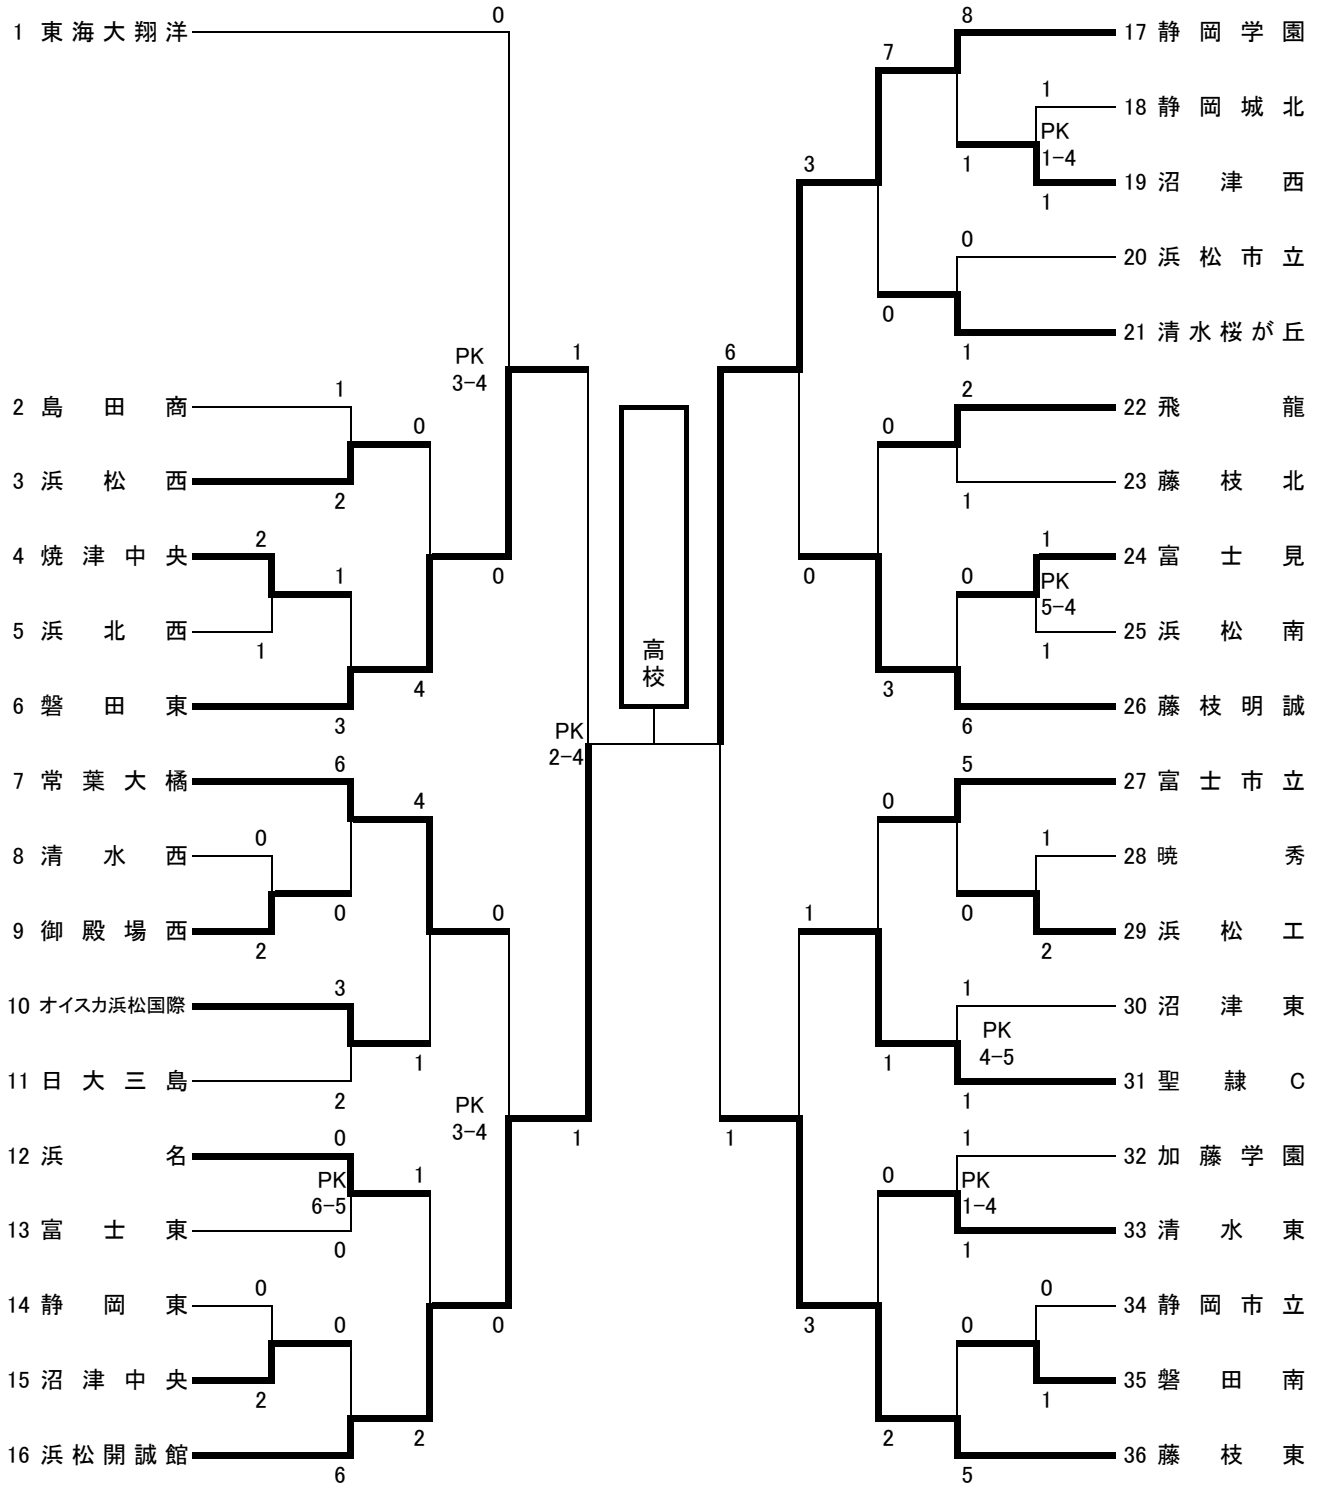 1 東海大翔洋
0
2 島田商
1
3 浜松西
2
0
4 焼津中央
2
5 浜北西
1
1
6 磐田東
3
4
0
PK
3-4
1
7 常葉大橘
6
4
8 清水西
0
9 御殿場西
2
0
0
10 オイスカ浜松国際
3
11 日大三島
2
1
12 浜名
0
PK
6-5
13 富士東
0
1
14 静岡東
0
15 沼津中央
2
0
16 浜松開誠館
6
2
0
PK
3-4
1
PK
2-4
高校
17 静岡学園
8
7
18 静岡城北
1
PK
1-4
19 沼津西
1
1
3
20 浜松市立
0
21 清水桜が丘
1
0
6
22 飛龍
2
0
23 藤枝北
1
24 富士見
1
PK
5-4
25 浜松南
1
0
26 藤枝明誠
6
3
0
27 富士市立
5
0
28 暁秀
1
29 浜松工
2
0
1
30 沼津東
1
PK
4-5
31 聖隷C
1
1
1
32 加藤学園
1
PK
1-4
33 清水東
1
0
34 静岡市立
0
35 磐田南
1
0
36 藤枝東
5
2
3